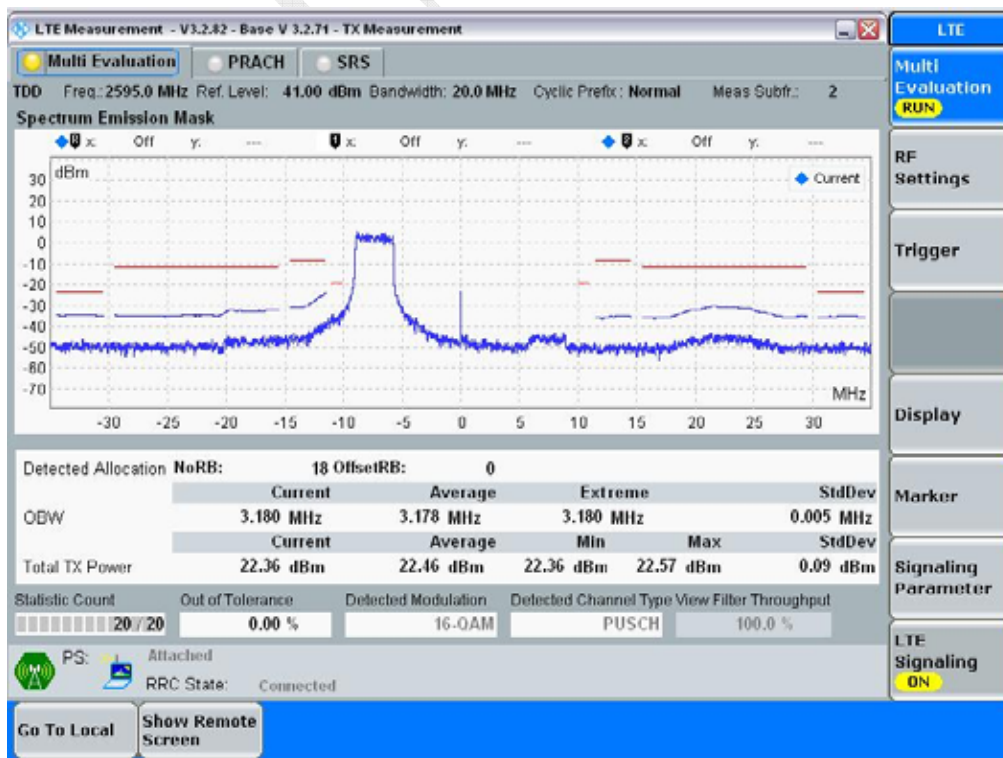 LTE Measurement - V3.2.82 - Base V 3.2.71 - TX Measurement
LTE
Multi Evaluation PRACH SRS
Multi Evaluation RUN
TDD Freq.: 2595.0 MHz Ref. Level: 41.00 dBm Bandwidth: 20.0 MHz Cyclic Prefix: Normal Meas Subfr.: 2
Spectrum Emission Mask
x: Off y: --- 1 x: Off y: --- x: Off y: ---
dBm
Current
30
20
10
0
-10
-20
-30
-40
-50
-60
-70
MHz
-30 -25 -20 -15 -10 -5 0 5 10 15 20 25 30
RF Settings
Trigger
Display
Marker
Signaling Parameter
LTE Signaling ON
Detected Allocation NoRB: 18 OffsetRB: 0
Current Average Extreme StdDev
OBW 3.180 MHz 3.178 MHz 3.180 MHz 0.005 MHz
Current Average Min Max StdDev
Total TX Power 22.36 dBm 22.46 dBm 22.36 dBm 22.57 dBm 0.09 dBm
Statistic Count Out of Tolerance Detected Modulation Detected Channel Type View Filter Throughput
20 / 20 0.00 % 16-QAM PUSCH 100.0 %
PS: Attached
RRC State: Connected
Go To Local Show Remote Screen